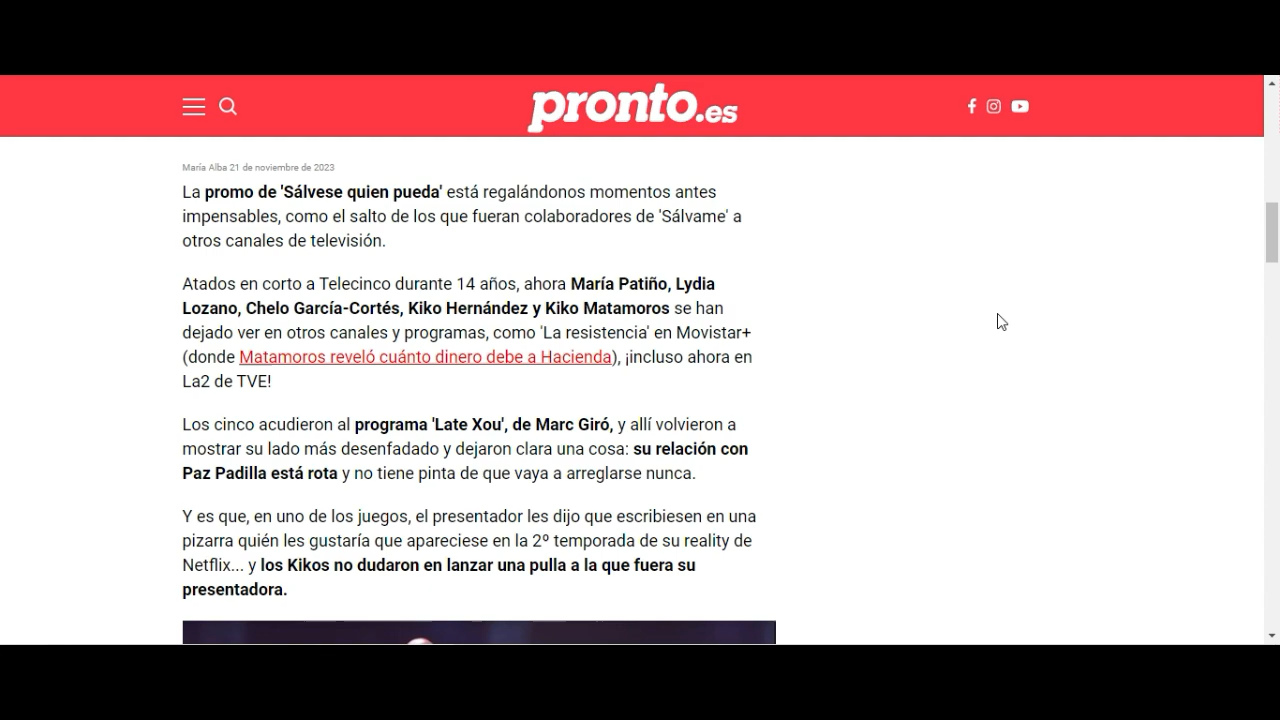 pronto.es
María Alba 21 de noviembre de 2023
La promo de 'Sálvese quien pueda' está regalándonos momentos antes
impensables, como el salto de los que fueran colaboradores de 'Sálvame' a
otros canales de televisión.
Atados en corto a Telecinco durante 14 años, ahora María Patiño, Lydia
Lozano, Chelo García-Cortés, Kiko Hernández y Kiko Matamoros se han
dejado ver en otros canales y programas, como 'La resistencia' en Movistar+
(donde Matamoros reveló cuánto dinero debe a Hacienda), ¡incluso ahora en
La2 de TVE!
Los cinco acudieron al programa 'Late Xou', de Marc Giró, y allí volvieron a
mostrar su lado más desenfadado y dejaron clara una cosa: su relación con
Paz Padilla está rota y no tiene pinta de que vaya a arreglarse nunca.
Y es que, en uno de los juegos, el presentador les dijo que escribiesen en una
pizarra quién les gustaría que apareciese en la 2º temporada de su reality de
Netflix... y los Kikos no dudaron en lanzar una pulla a la que fuera su
presentadora.